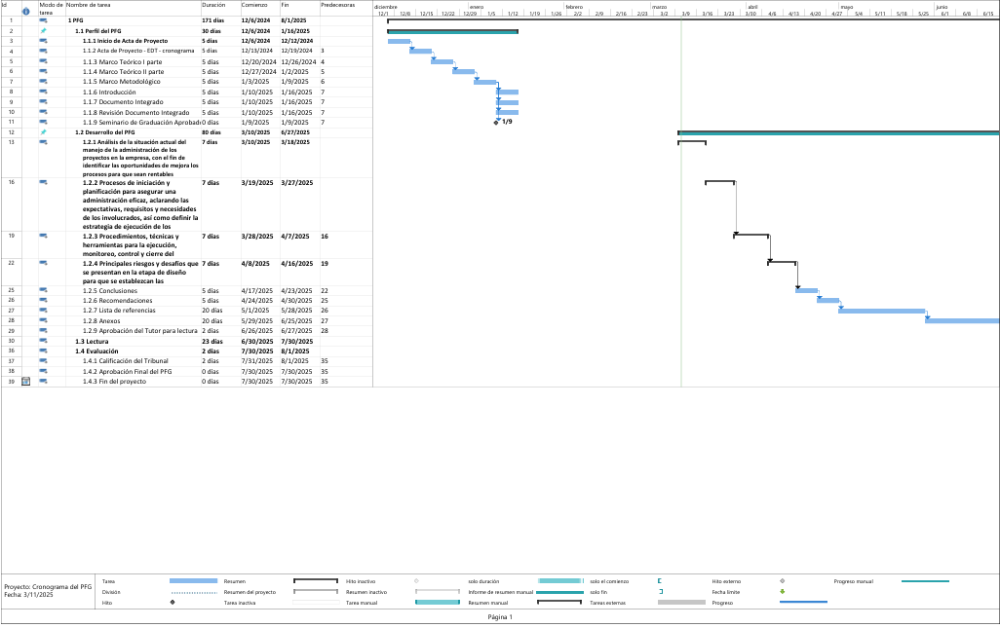 Id Modo de tarea Nombre de tarea Duración Comienzo Fin Predecesoras
diciembre enero febrero marzo abril mayo junio
12/1 12/8 12/15 12/22 12/29 1/5 1/12 1/19 1/26 2/2 2/9 2/16 2/23 3/2 3/9 3/16 3/23 3/30 4/6 4/13 4/20 4/27 5/4 5/11 5/18 5/25 6/1 6/8 6/15
1 1 PFG 171 días 12/6/2024 8/1/2025
2 1.1 Perfil del PFG 30 días 12/6/2024 1/16/2025
3 1.1.1 Inicio de Acta de Proyecto 5 días 12/6/2024 12/12/2024
4 1.1.2 Acta de Proyecto - EDT - cronograma 5 días 12/13/2024 12/19/2024 3
5 1.1.3 Marco Teórico I parte 5 días 12/20/2024 12/26/2024 4
6 1.1.4 Marco Teórico II parte 5 días 12/27/2024 1/2/2025 5
7 1.1.5 Marco Metodológico 5 días 1/3/2025 1/9/2025 6
8 1.1.6 Introducción 5 días 1/10/2025 1/16/2025 7
9 1.1.7 Documento Integrado 5 días 1/10/2025 1/16/2025 7
10 1.1.8 Revisión Documento Integrado 5 días 1/10/2025 1/16/2025 7
11 1.1.9 Seminario de Graduación Aprobado 0 días 1/9/2025 1/9/2025 7
1/9
12 1.2 Desarrollo del PFG 80 días 3/10/2025 6/27/2025
13 1.2.1 Análisis de la situación actual del 7 días 3/10/2025 3/18/2025
manejo de la administración de los
proyectos en la empresa, con el fin de
identificar las oportunidades de mejora los
procesos para que sean rentables
16 1.2.2 Procesos de iniciación y 7 días 3/19/2025 3/27/2025
planificación para asegurar una
administración eficaz, aclarando las
expectativas, requisitos y necesidades
de los involucrados, así como definir la
estrategia de ejecución de los
19 1.2.3 Procedimientos, técnicas y 7 días 3/28/2025 4/7/2025 16
herramientas para la ejecución,
monitoreo, control y cierre del
22 1.2.4 Principales riesgos y desafíos que 7 días 4/8/2025 4/16/2025 19
se presentan en la etapa de diseño
para que se establezcan las
25 1.2.5 Conclusiones 5 días 4/17/2025 4/23/2025 22
26 1.2.6 Recomendaciones 5 días 4/24/2025 4/30/2025 25
27 1.2.7 Lista de referencias 20 días 5/1/2025 5/28/2025 26
28 1.2.8 Anexos 20 días 5/29/2025 6/25/2025 27
29 1.2.9 Aprobación del Tutor para lectura 2 días 6/26/2025 6/27/2025 28
30 1.3 Lectura 23 días 6/30/2025 7/30/2025
36 1.4 Evaluación 2 días 7/30/2025 8/1/2025
37 1.4.1 Calificación del Tribunal 2 días 7/31/2025 8/1/2025 35
38 1.4.2 Aprobación Final del PFG 0 días 7/30/2025 7/30/2025 35
39 1.4.3 Fin del proyecto 0 días 7/30/2025 7/30/2025 35
Proyecto: Cronograma del PFG
Fecha: 3/11/2025
Tarea Resumen Hito inactivo solo duración solo el comienzo Hito externo Progreso manual
División Resumen del proyecto Resumen inactivo Informe de resumen manual solo fin Fecha límite
Hito Tarea inactiva Tarea manual Resumen manual Tareas externas Progreso
Página 1